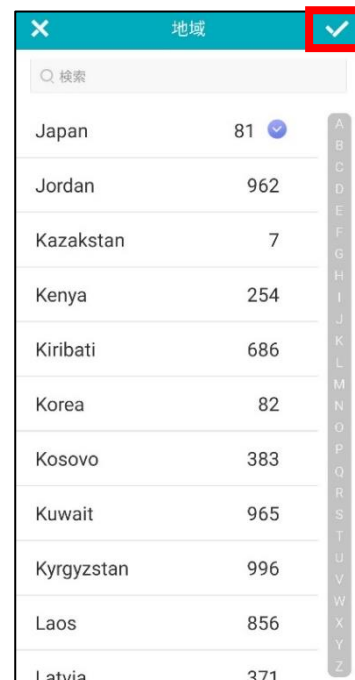 地域
検索
Japan 81
Jordan 962
Kazakstan 7
Kenya 254
Kiribati 686
Korea 82
Kosovo 383
Kuwait 965
Kyrgyzstan 996
Laos 856
Latvia 371
A
B
C
D
E
F
G
H
I
J
K
L
M
N
O
P
Q
R
S
T
U
V
W
X
Y
Z